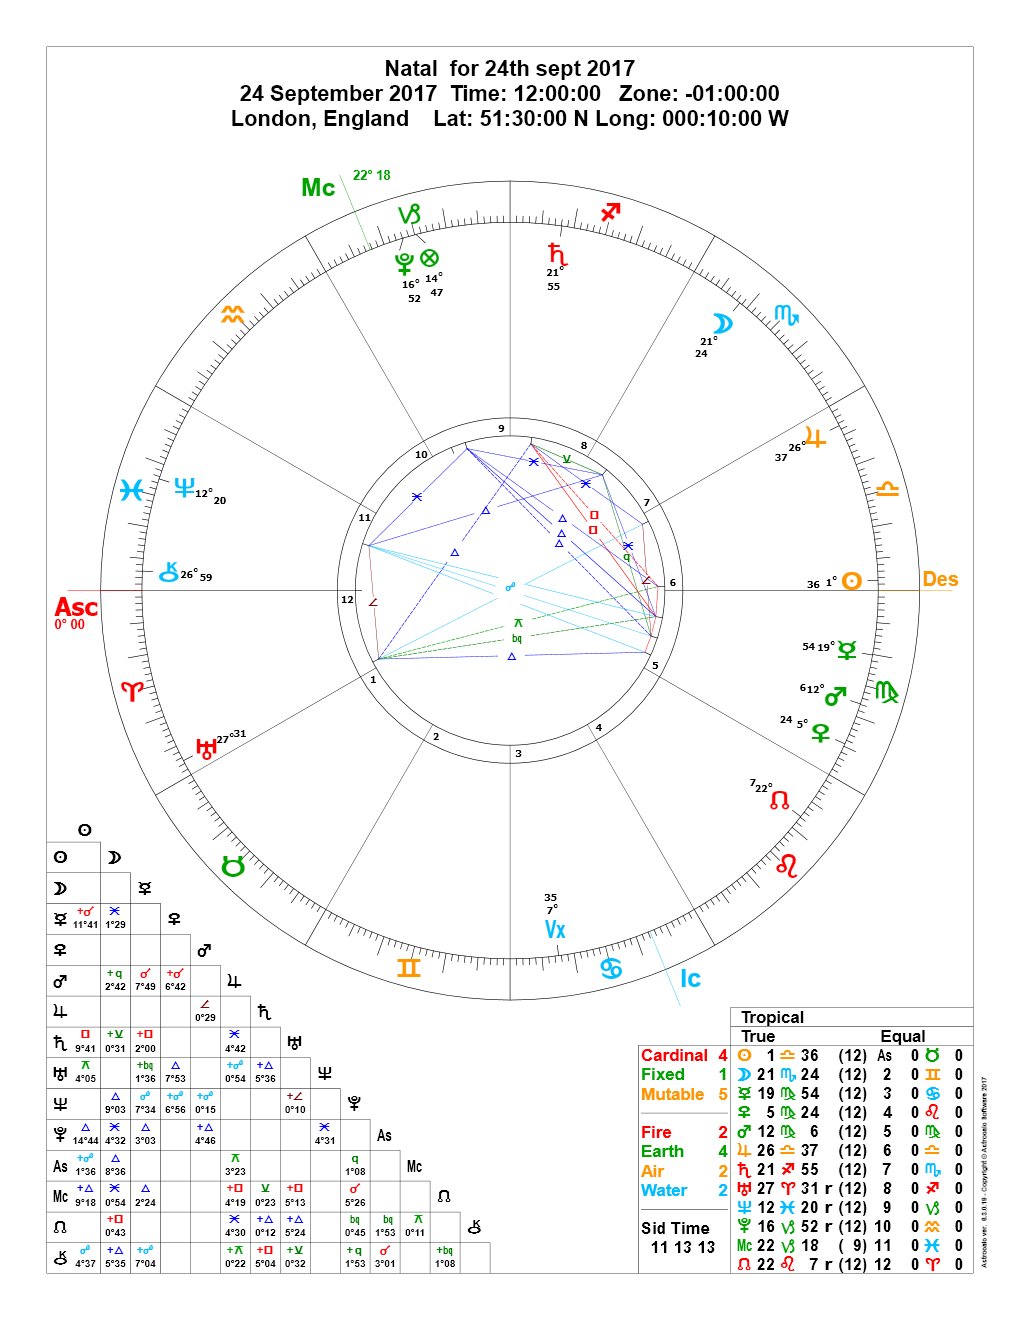 Natal for 24th sept 2017
24 September 2017 Time: 12:00:00 Zone: -01:00:00
London, England Lat: 51:30:00 N Long: 000:10:00 W
Mc 22° 18
♑ ♐
♄ 21° 55
♇ 16° 52
⊗ 14° 47
♒
☽ 21° 24
♏
9
10 8
♃ 26° 37
11 7
♓
♆ 12° 20
♎
⚷ 26° 59
q
36 1° ☉ Des
12 6
Asc
0° 00
bq
54 19° ☿
♈
6 12° ♂ ♍
1 5
24 5° ♀
♅ 27° 31
2 4
3
7 22° ☊
♉
♌
35
7°
Vx
♊ ♋ Ic
☉
☉ ☽
☽ ☿
☿ +☌ 11°41 ⚹ 1°29 ♀
♀ ♂
♂ +q 2°42 ☌ 7°49 +☌ 6°42 ♃
♃ ∠ 0°29 ♄
♄ □ 9°41 +⚺ 0°31 +□ 2°00 ⚹ 4°42 ♅
♅ ⚻ 4°05 +bq 1°36 △ 7°53 +☍ 0°54 +△ 5°36 ♆
♆ △ 9°03 ☍ 7°34 +☍ 6°56 +☍ 0°15 +∠ 0°10 ♇
♇ △ 14°44 △ 4°32 △ 3°03 +△ 4°46 ⚹ 4°31 As
As +☍ 1°36 △ 8°36 ⚻ 3°23 q 1°08 Mc
Mc +△ 9°18 ⚹ 0°54 △ 2°24 +□ 4°19 ⚺ 0°23 +□ 5°13 ☌ 5°26 ☊
☊ +□ 0°43 ⚹ 4°30 +△ 0°12 +△ 5°24 bq 0°45 +bq 1°53 ⚻ 0°11 ⚷
⚷ ☍ 4°37 +△ 5°35 +☍ 7°04 +⚻ 0°22 +□ 5°04 +⚺ 0°32 +q 1°53 ☌ 3°01 +bq 1°08
Tropical
True Equal
Cardinal 4
Fixed 1
Mutable 5
Fire 2
Earth 4
Air 2
Water 2
Sid Time
11 13 13
☉ 1 ♎ 36 (12) As 0 ♉ 0
☽ 21 ♏ 24 (12) 2 0 ♊ 0
☿ 19 ♍ 54 (12) 3 0 ♋ 0
♀ 5 ♍ 24 (12) 4 0 ♌ 0
♂ 12 ♍ 6 (12) 5 0 ♍ 0
♃ 26 ♎ 37 (12) 6 0 ♎ 0
♄ 21 ♐ 55 (12) 7 0 ♏ 0
♅ 27 ♈ 31 r (12) 8 0 ♐ 0
♆ 12 ♓ 20 r (12) 9 0 ♑ 0
♇ 16 ♑ 52 r (12) 10 0 ♒ 0
Mc 22 ♑ 18 ( 9) 11 0 ♓ 0
☊ 22 ♌ 7 r (12) 12 0 ♈ 0